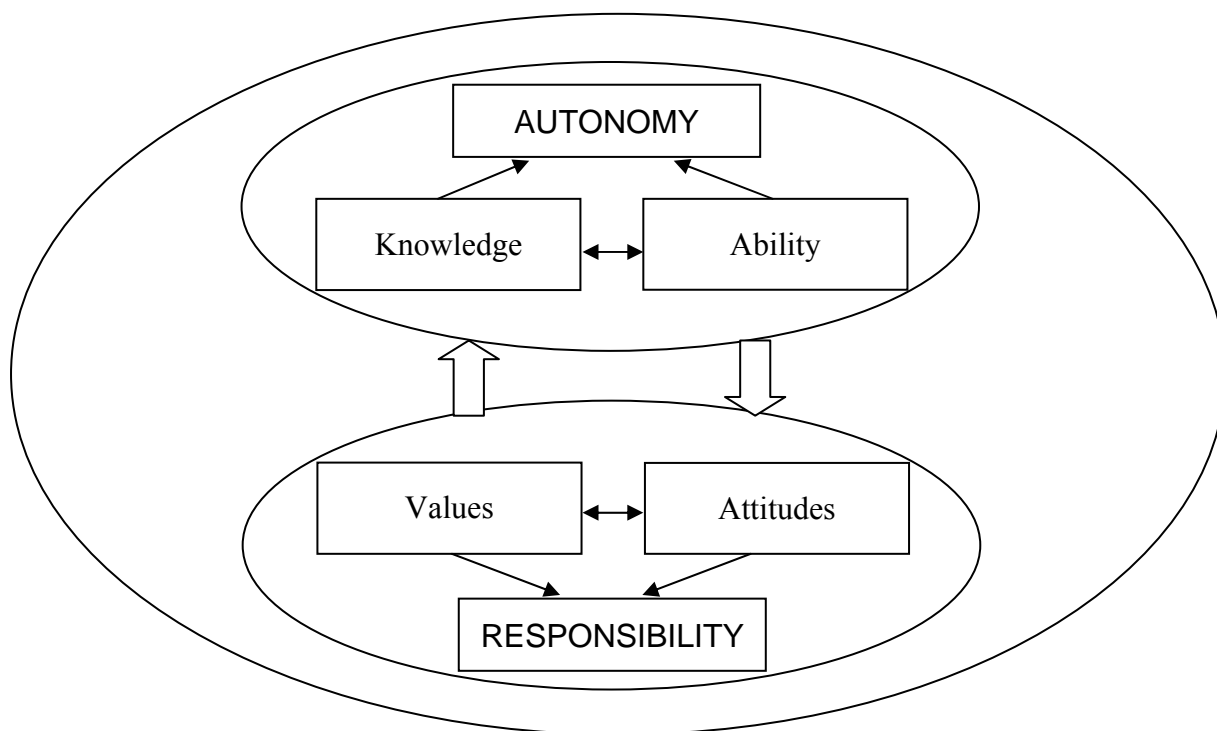 AUTONOMY
Knowledge
Ability
Values
Attitudes
RESPONSIBILITY